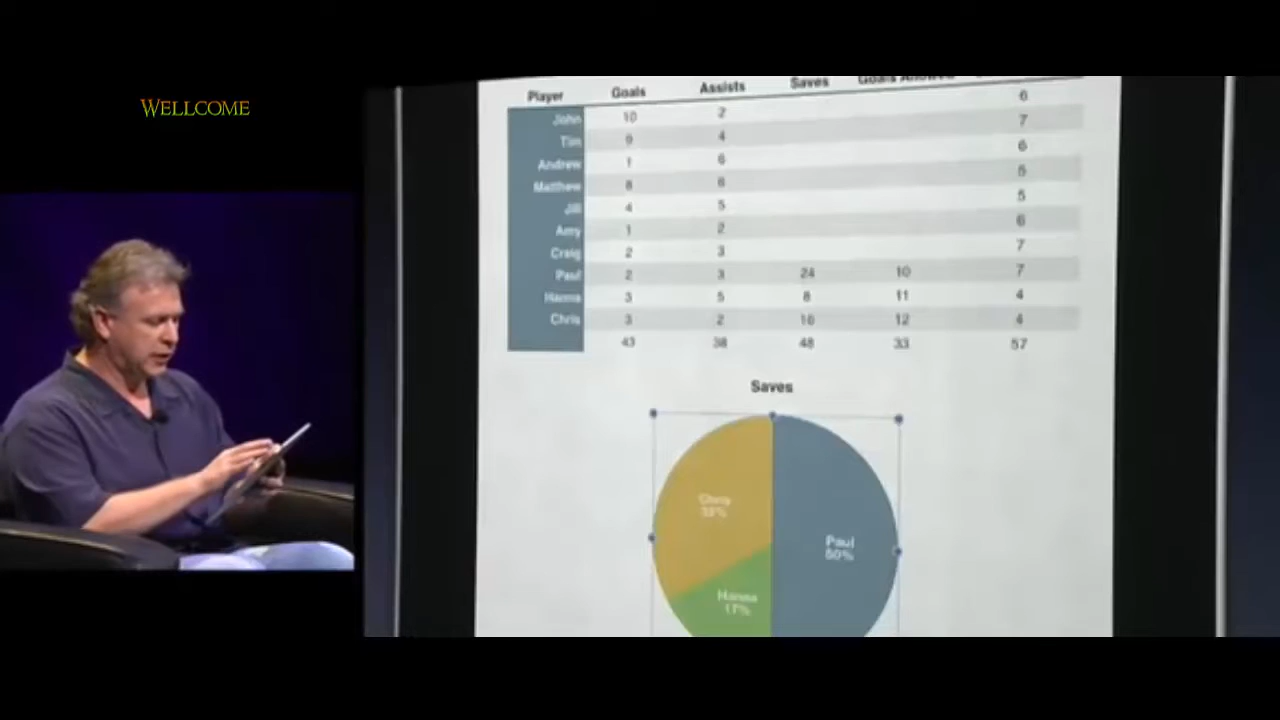 WELLCOME
Player Goals Assists Saves Goals
John 10 2 6
Tim 9 4 7
Andrew 1 6 6
Matthew 8 6 5
Jill 4 5 5
Amy 1 2 6
Craig 2 3 7
Paul 2 3 24 10 7
Hanna 3 5 8 11 4
Chris 3 2 16 12 4
43 38 48 33 57
Saves
Chris
33%
Paul
50%
Hanna
17%